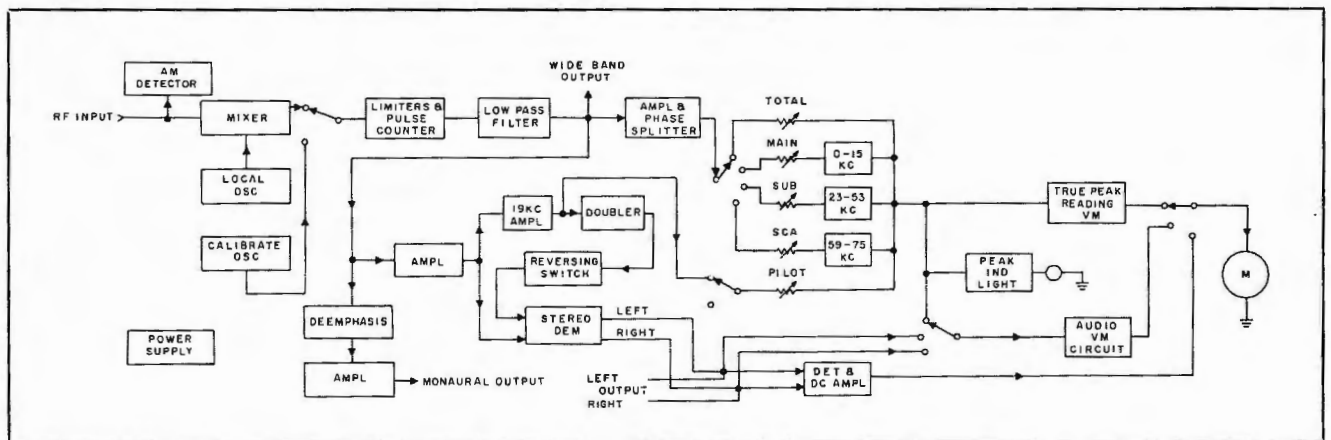 AM
DETECTOR
RF INPUT
MIXER
LOCAL
OSC
CALIBRATE
OSC
POWER
SUPPLY
LIMITERS &
PULSE
COUNTER
LOW PASS
FILTER
WIDE BAND
OUTPUT
AMPL &
PHASE
SPLITTER
TOTAL
MAIN
0-15
KC
SUB
23-53
KC
SCA
59-75
KC
PILOT
19KC
AMPL
DOUBLER
AMPL
REVERSING
SWITCH
STEREO
DEM
LEFT
RIGHT
DEEMPHASIS
AMPL
MONAURAL OUTPUT
LEFT
OUTPUT
RIGHT
DET &
DC AMPL
TRUE PEAK
READING
VM
PEAK
IND
LIGHT
AUDIO
VM
CIRCUIT
M